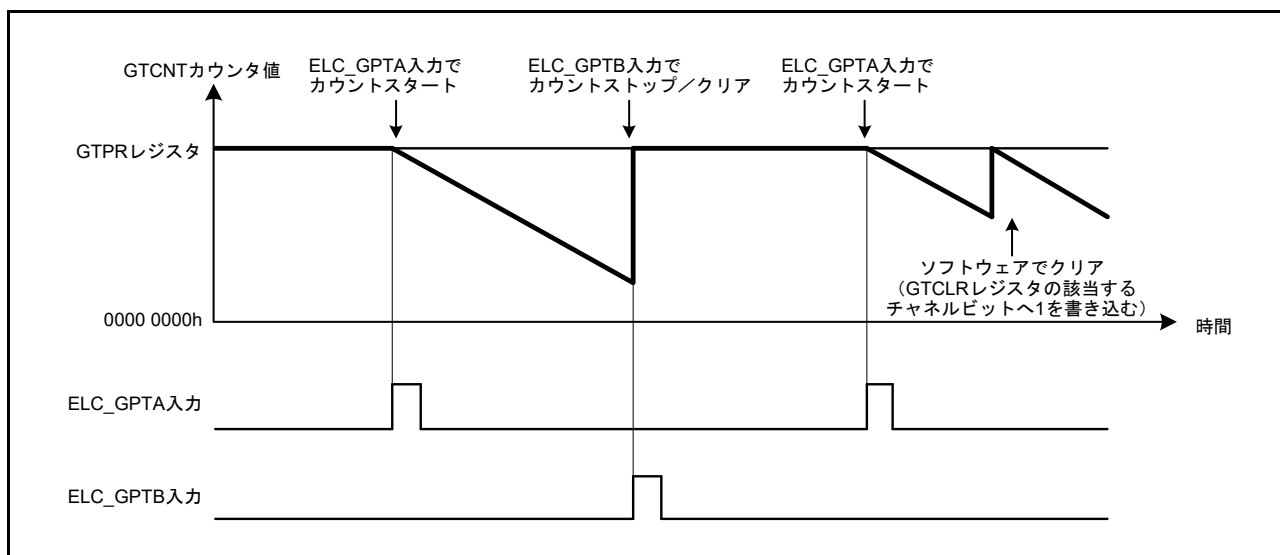 GTCNTカウンタ値
ELC_GPTA入力で
カウントスタート
ELC_GPTB入力で
カウントストップ／クリア
ELC_GPTA入力で
カウントスタート
GTPRレジスタ
ソフトウェアでクリア
（GTCLRレジスタの該当する
チャネルビットへ1を書き込む）
0000 0000h
時間
ELC_GPTA入力
ELC_GPTB入力